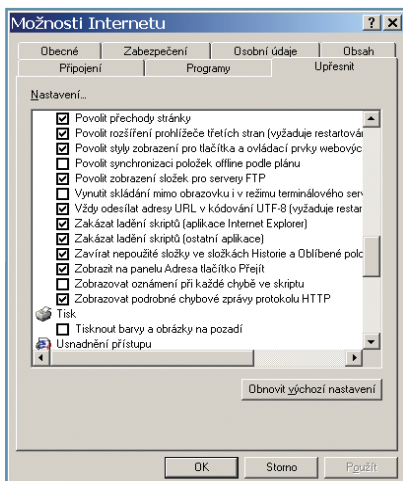 Možnosti Internetu
Obecné Zabezpečení Osobní údaje Obsah
Připojení Programy Upřesnit
Nastavení...
Povolit přechody stránky
Povolit rozšíření prohlížeče třetích stran (vyžaduje
Povolit styly zobrazení pro tlačítka a ovládací prvky
Povolit synchronizaci položek offline podle plánu
Povolit zobrazení složek pro servery FTP
Vynutit skládání mimo obrazovku i v režimu terminálového
Vždy odesílat adresy URL v kódování UTF-8 (vyžaduje
Zakázat ladění skriptů (aplikace Internet Explorer)
Zakázat ladění skriptů (ostatní aplikace)
Zavírat nepoužité složky ve složkách Historie a Oblíbené
Zobrazit na panelu Adresa tlačítko Přejít
Zobrazovat oznámení při každé chybě ve skriptu
Zobrazovat podrobné chybové zprávy protokolu HTTP
Tisk
Tisknout barvy a obrázky na pozadí
Usnadnění přístupu
Obnovit výchozí nastavení
OK Storno Použít